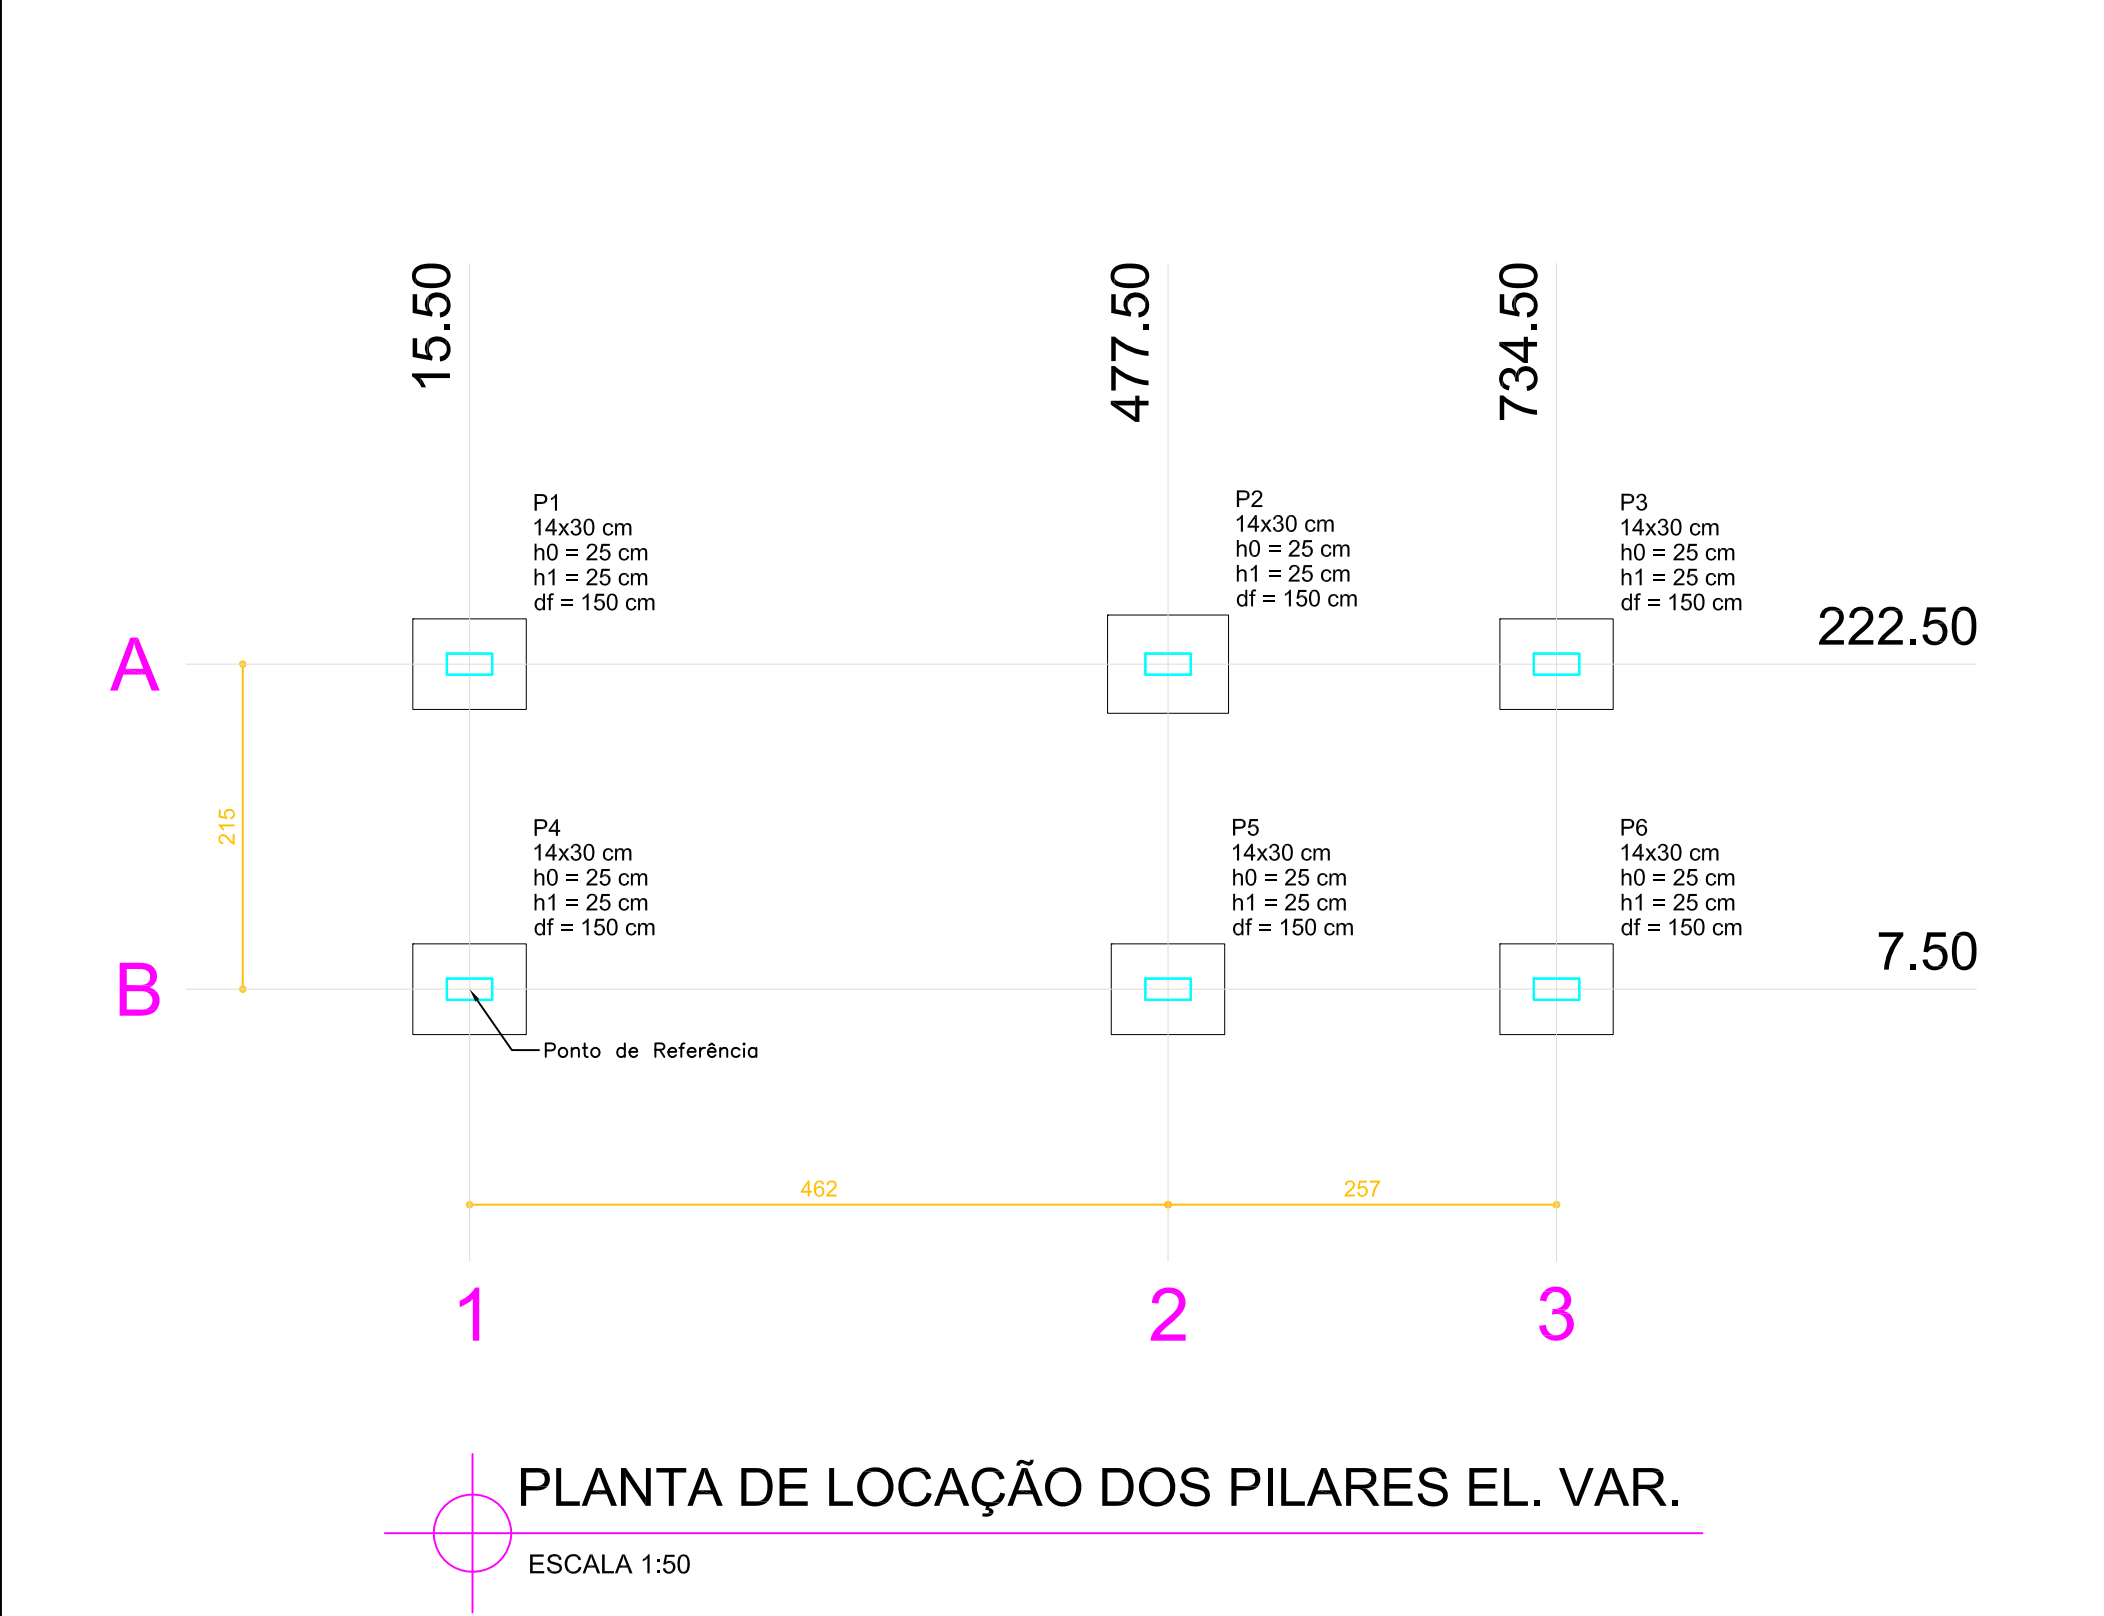 15.50
477.50
734.50
P1
14x30 cm
h0 = 25 cm
h1 = 25 cm
df = 150 cm
P2
14x30 cm
h0 = 25 cm
h1 = 25 cm
df = 150 cm
P3
14x30 cm
h0 = 25 cm
h1 = 25 cm
df = 150 cm
222.50
A
215
P4
14x30 cm
h0 = 25 cm
h1 = 25 cm
df = 150 cm
P5
14x30 cm
h0 = 25 cm
h1 = 25 cm
df = 150 cm
P6
14x30 cm
h0 = 25 cm
h1 = 25 cm
df = 150 cm
7.50
B
Ponto de Referência
462
257
1
2
3
PLANTA DE LOCAÇÃO DOS PILARES EL. VAR.
ESCALA 1:50